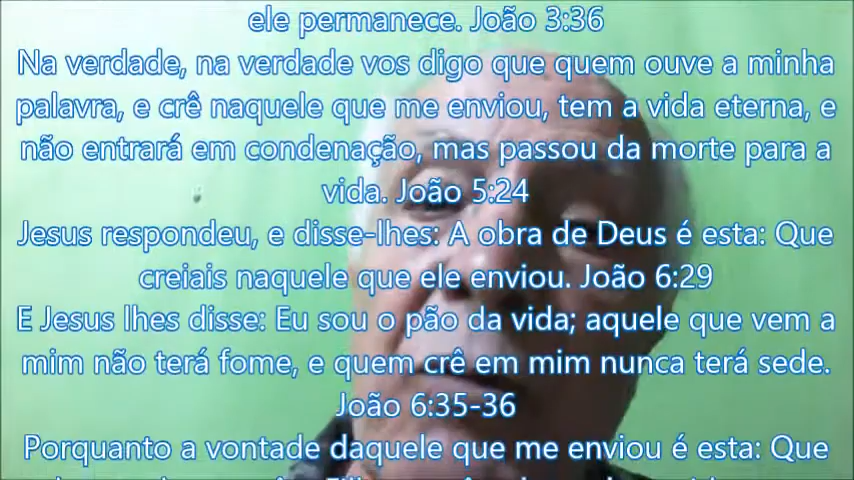 ele permanece. João 3:36
Na verdade, na verdade vos digo que quem ouve a minha
palavra, e crê naquele que me enviou, tem a vida eterna, e
não entrará em condenação, mas passou da morte para a
vida. João 5:24
Jesus respondeu, e disse-lhes: A obra de Deus é esta: Que
creiais naquele que ele enviou. João 6:29
E Jesus lhes disse: Eu sou o pão da vida; aquele que vem a
mim não terá fome, e quem crê em mim nunca terá sede.
João 6:35-36
Porquanto a vontade daquele que me enviou é esta: Que